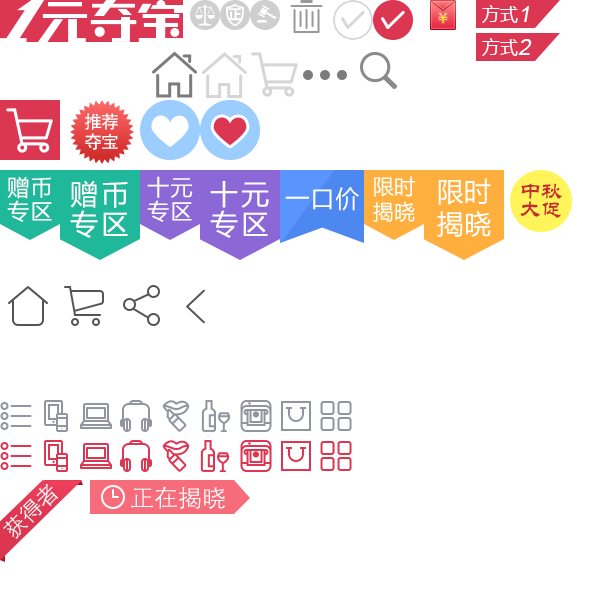 1元夺宝
正
¥
方式1
方式2
推荐
夺宝
赠币
专区
赠币
专区
十元
专区
十元
专区
一口价
限时
揭晓
限时
揭晓
中秋
大促
获得者
正在揭晓